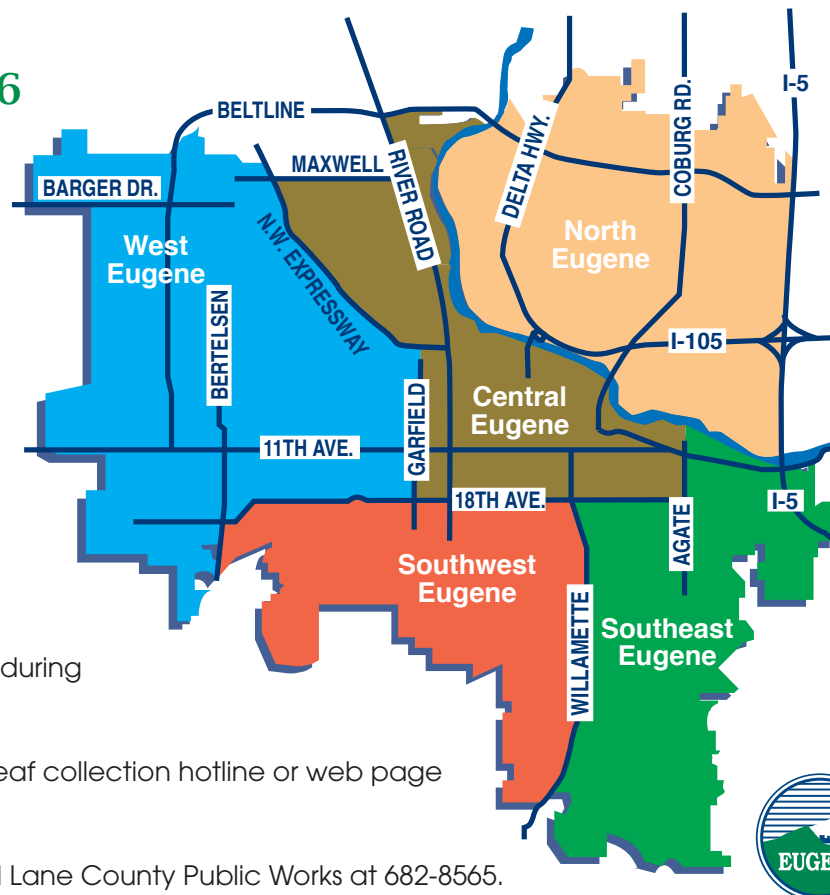 6
BELTLINE
I-5
DELTA HWY.
COBURG RD.
MAXWELL
RIVER ROAD
BARGER DR.
N.W. EXPRESSWAY
West
Eugene
North
Eugene
BERTELSEN
I-105
Central
Eugene
GARFIELD
11TH AVE.
18TH AVE.
I-5
AGATE
Southwest
Eugene
WILLAMETTE
Southeast
Eugene
during
eaf collection hotline or web page
EUGE
l Lane County Public Works at 682-8565.